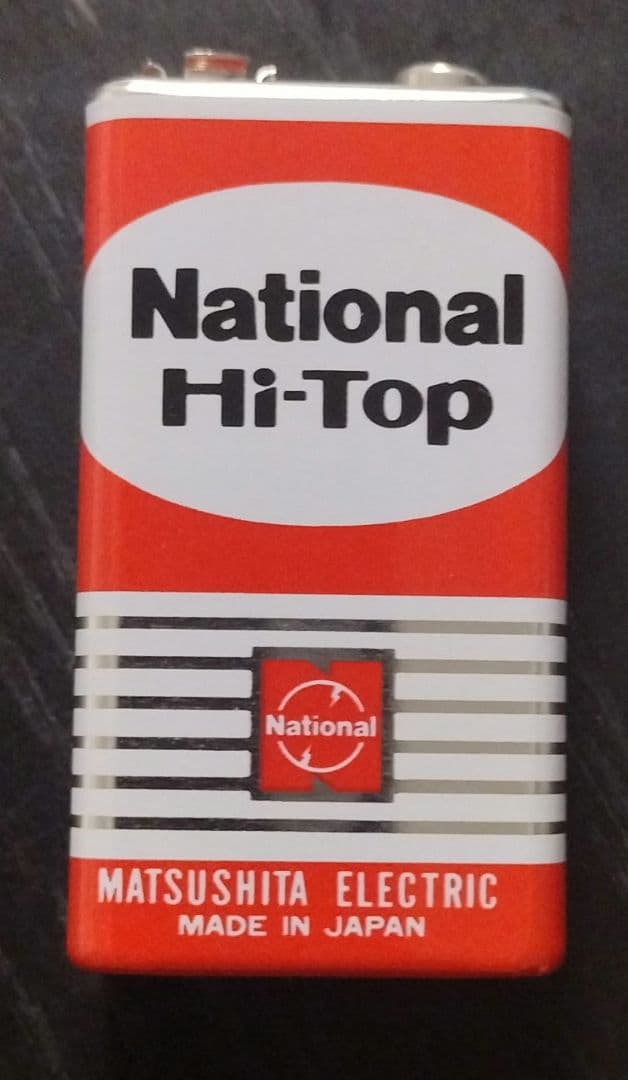 National
Hi-Top
National
MATSUSHITA ELECTRIC
MADE IN JAPAN